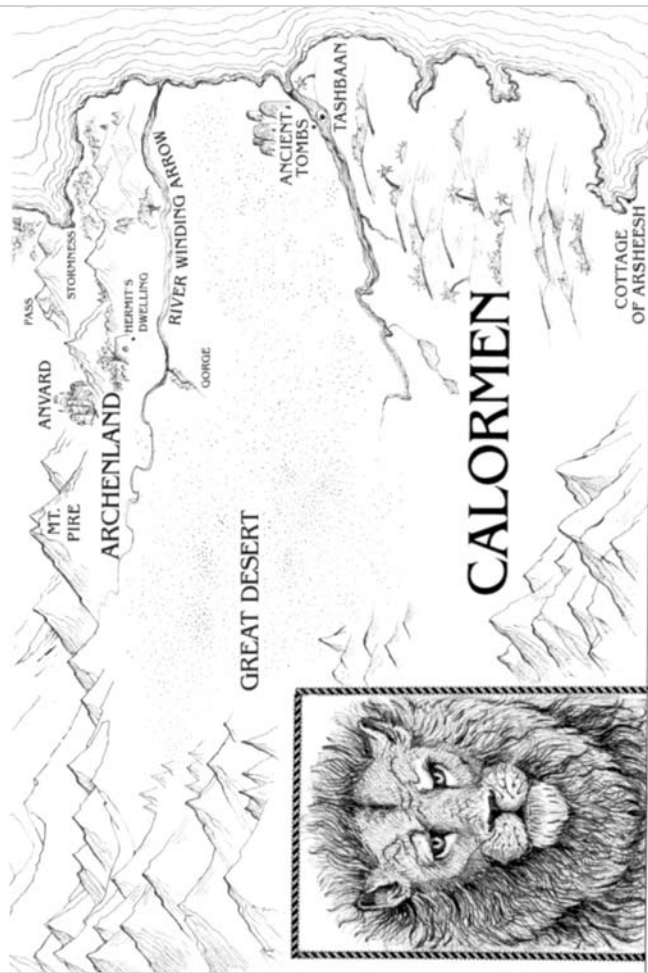 PASS
STORMNESS
ANVARD
HERMIT'S
DWELLING
MT.
PIRE
ARCHENLAND
RIVER WINDING ARROW
GORGE
GREAT DESERT
ANCIENT
TOMBS
TASHBAAN
CALORMEN
COTTAGE
OF ARSHEESH